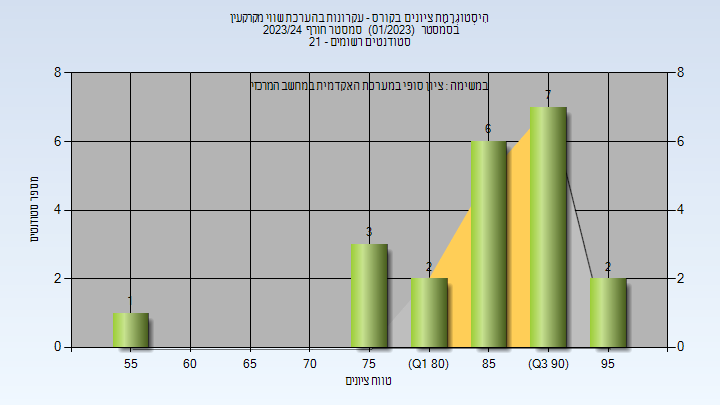 היסטוגרמת ציונים בקורס - עקרונות בהערכת שווי מקרקעין
בסמסטר (01/2023) סמסטר חורף 2023/24
סטודנטים רשומים - 21
במשימה : ציון סופי במערכת האקדמית במחשב המרכזי
מספר סטודנטים
8 8
6 6
4 4
2 2
0 0
1 3 2 6 7 2
55 60 65 70 75 (Q1 80) 85 (Q3 90) 95
טווח ציונים